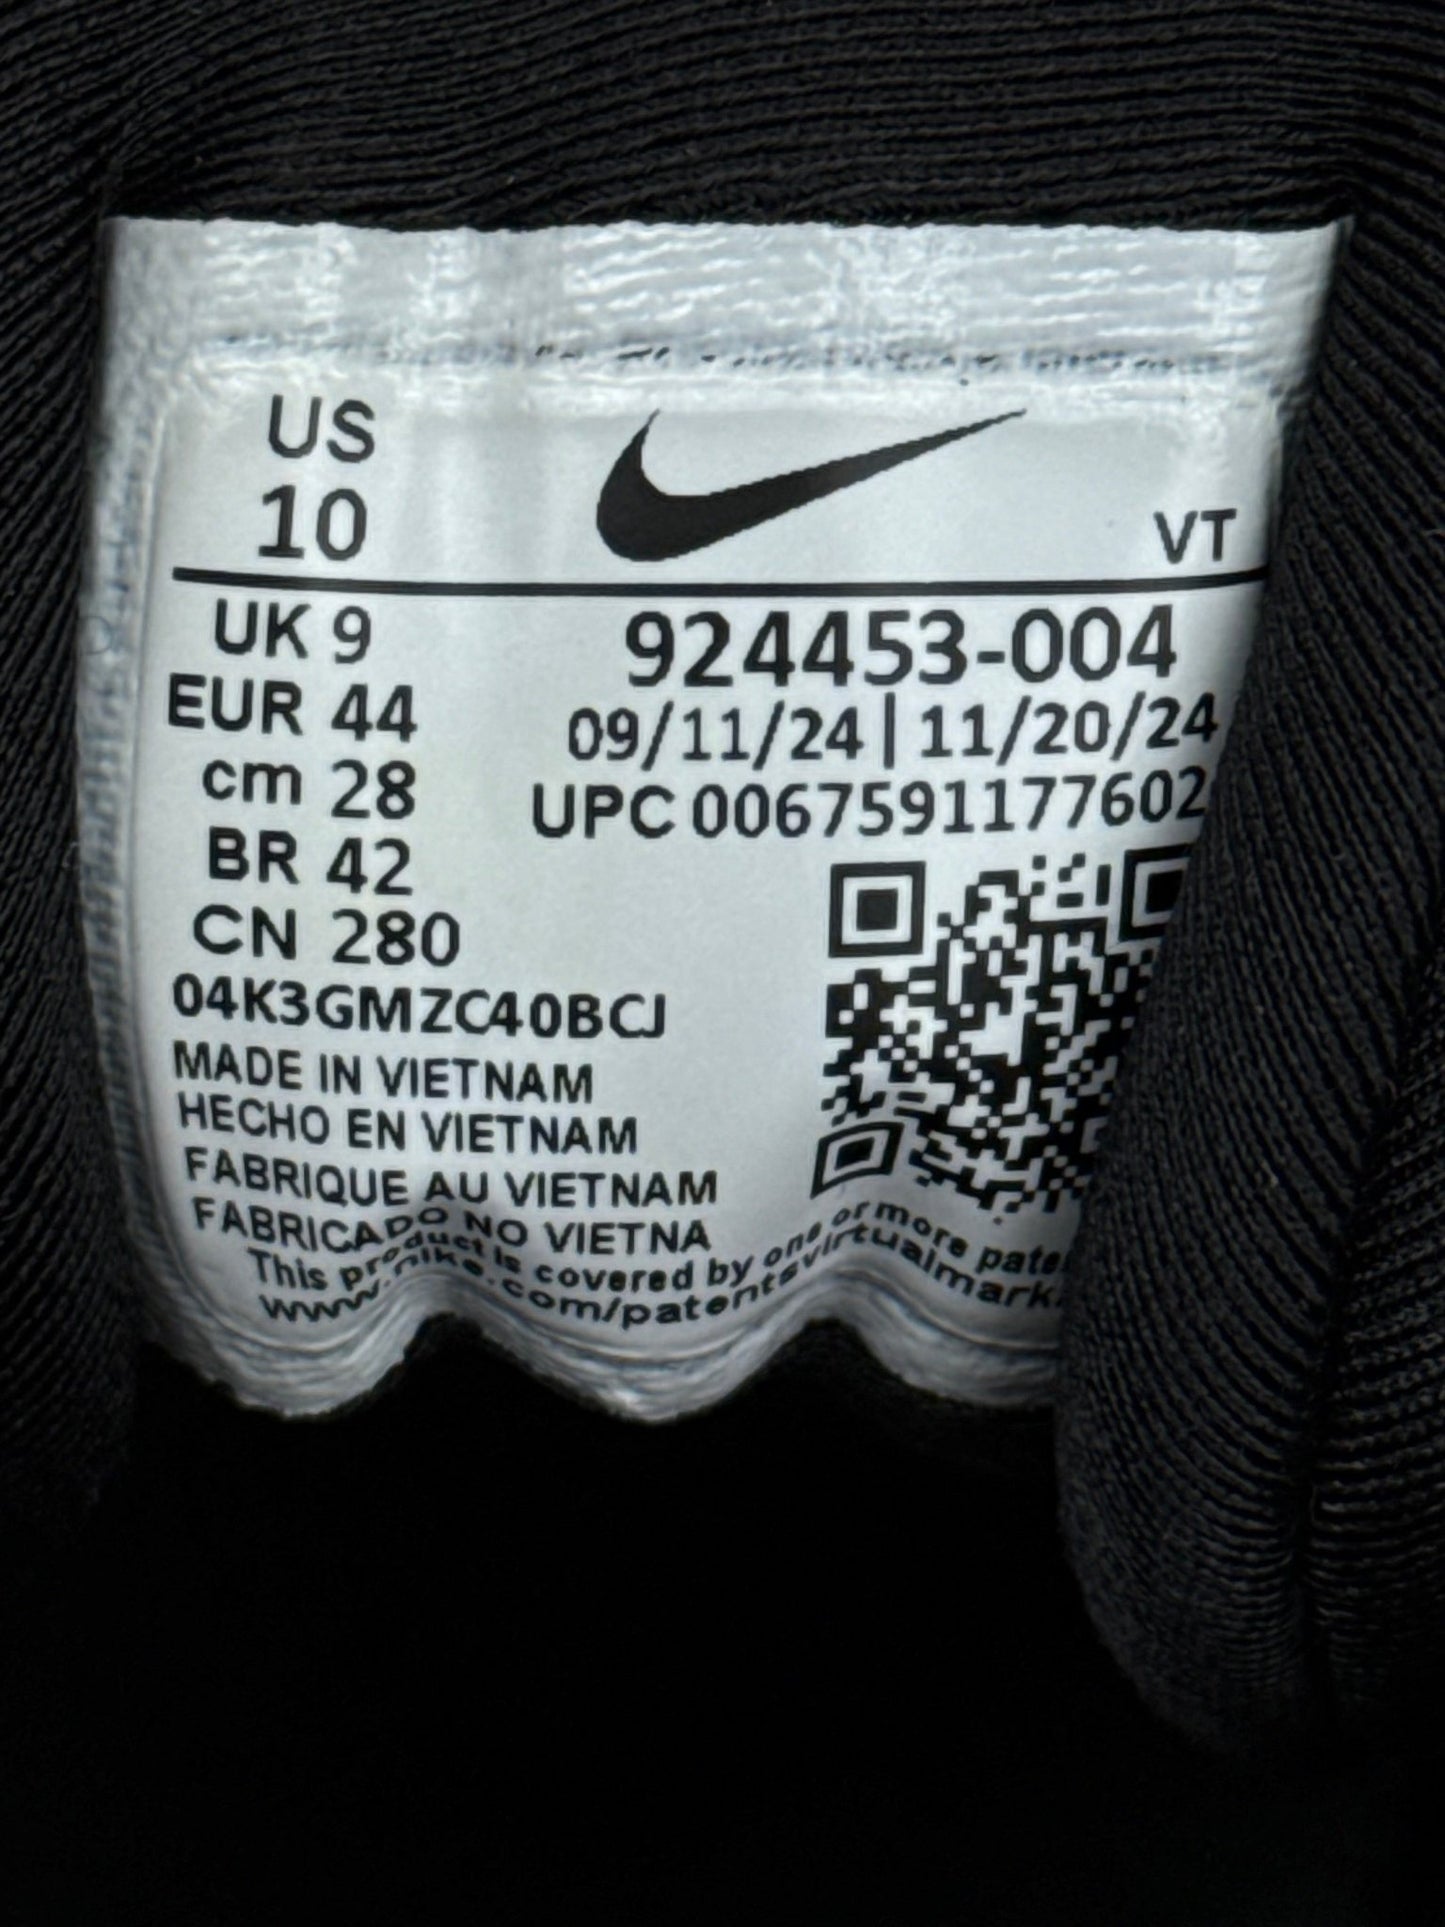 US
10
VT
UK 9
924453-004
EUR 44
09/11/24 | 11/20/24
cm 28
UPC 0067591177602
BR 42
CN 280
04K3GMZC40BCJ
MADE IN VIETNAM
HECHO EN VIETNAM
FABRIQUE AU VIETNAM
FABRICADO NO VIETNA
This product is covered by one or more pate
www.nike.com/patentsvirtualmark